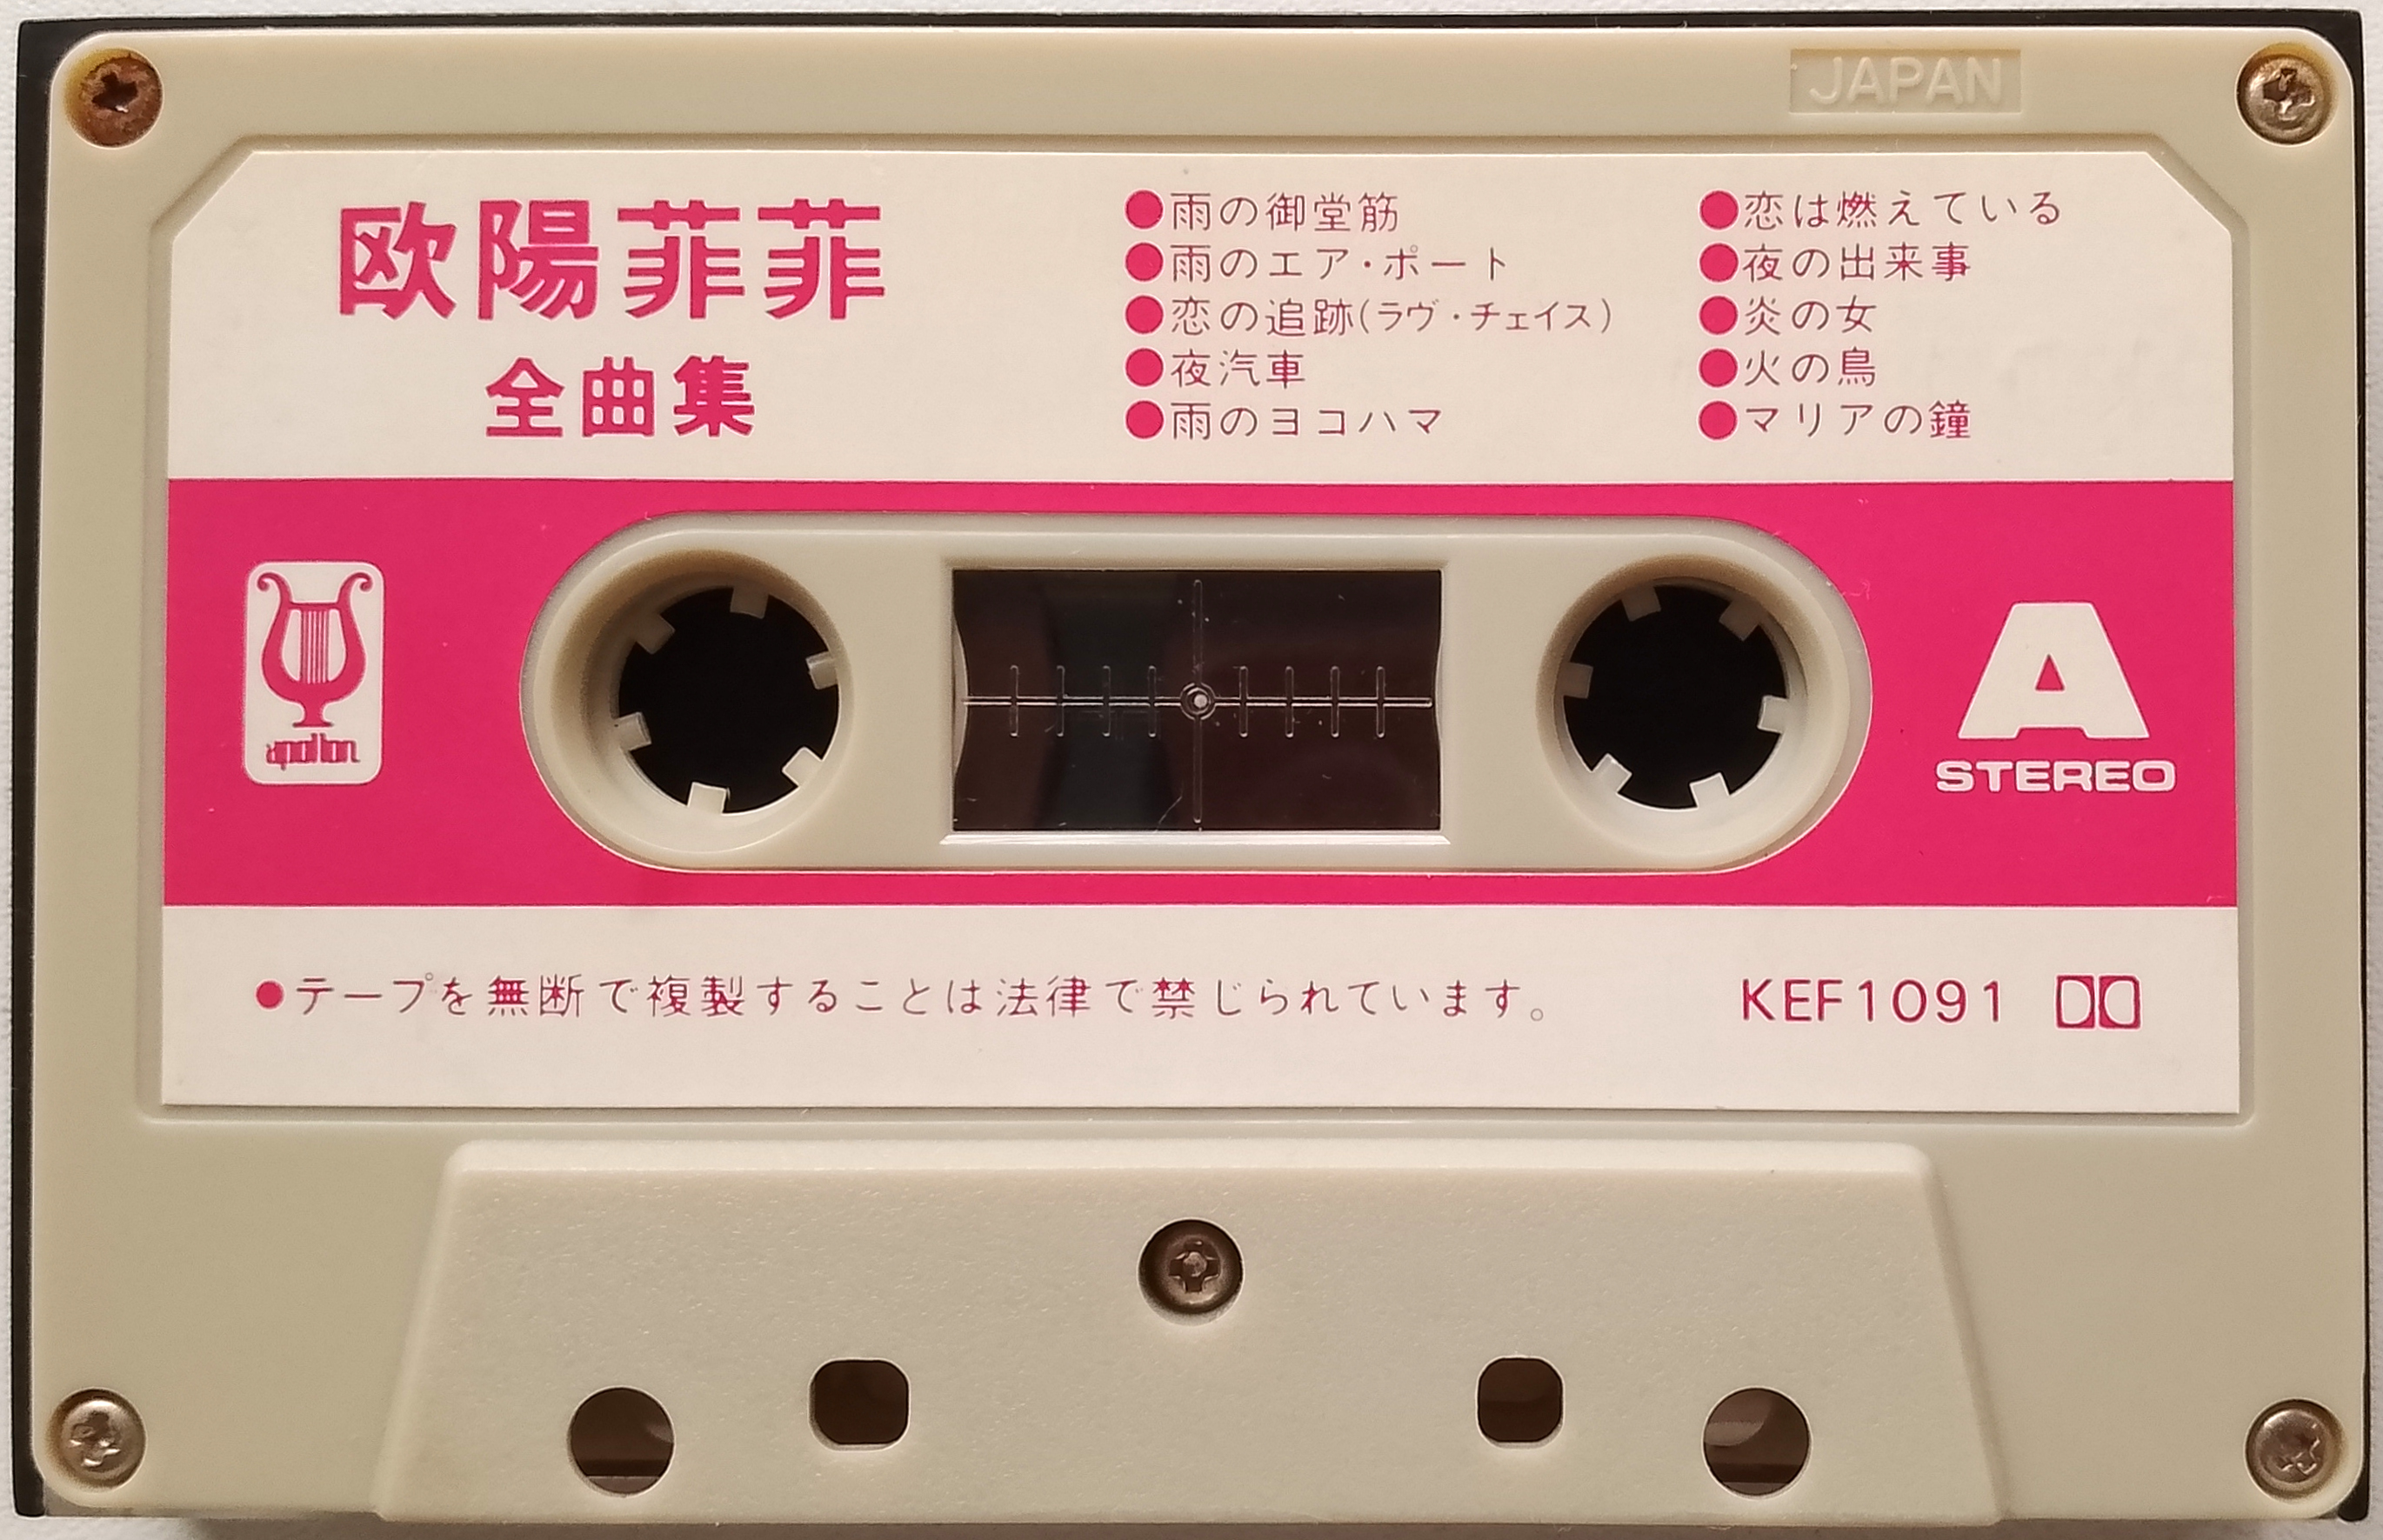 JAPAN
欧陽菲菲
全曲集
●雨の御堂筋
●雨のエア・ポート
●恋の追跡(ラヴ・チェイス)
●夜汽車
●雨のヨコハマ
●恋は燃えている
●夜の出来事
●炎の女
●火の鳥
●マリアの鐘
apollon
A
STEREO
●テープを無断で複製することは法律で禁じられています。
KEF1091